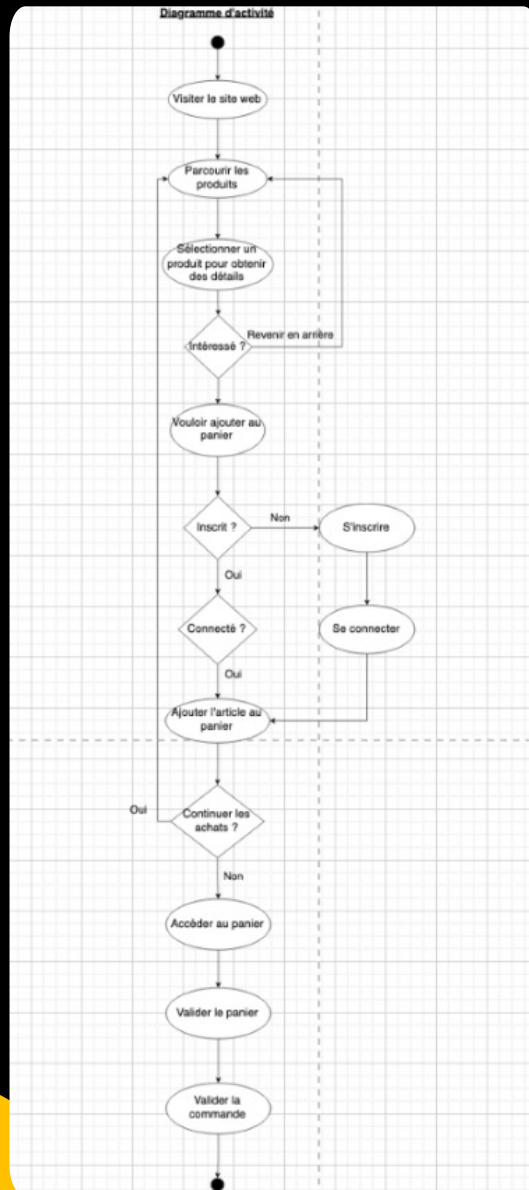 Diagramme d'activité
Visiter le site web
Parcourir les
produits
Sélectionner un
produit pour obtenir
des détails
Revenir en arrière
Intéressé ?
Vouloir ajouter au
panier
Inscrit ?
Non
S'inscrire
Oui
Connecté ?
Se connecter
Oui
Ajouter l'article au
panier
Oui
Continuer les
achats ?
Non
Accéder au panier
Valider le panier
Valider la
commande